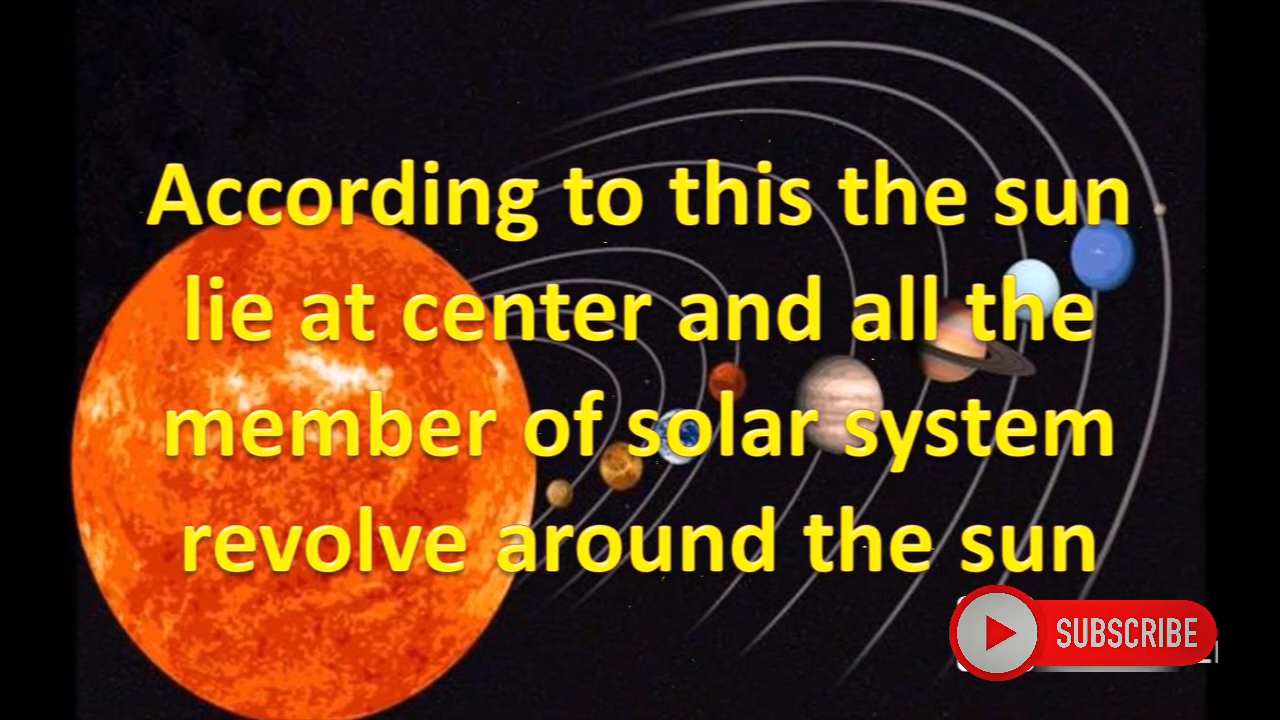 According to this the sun
lie at center and all the
member of solar system
revolve around the sun
SUBSCRIBE